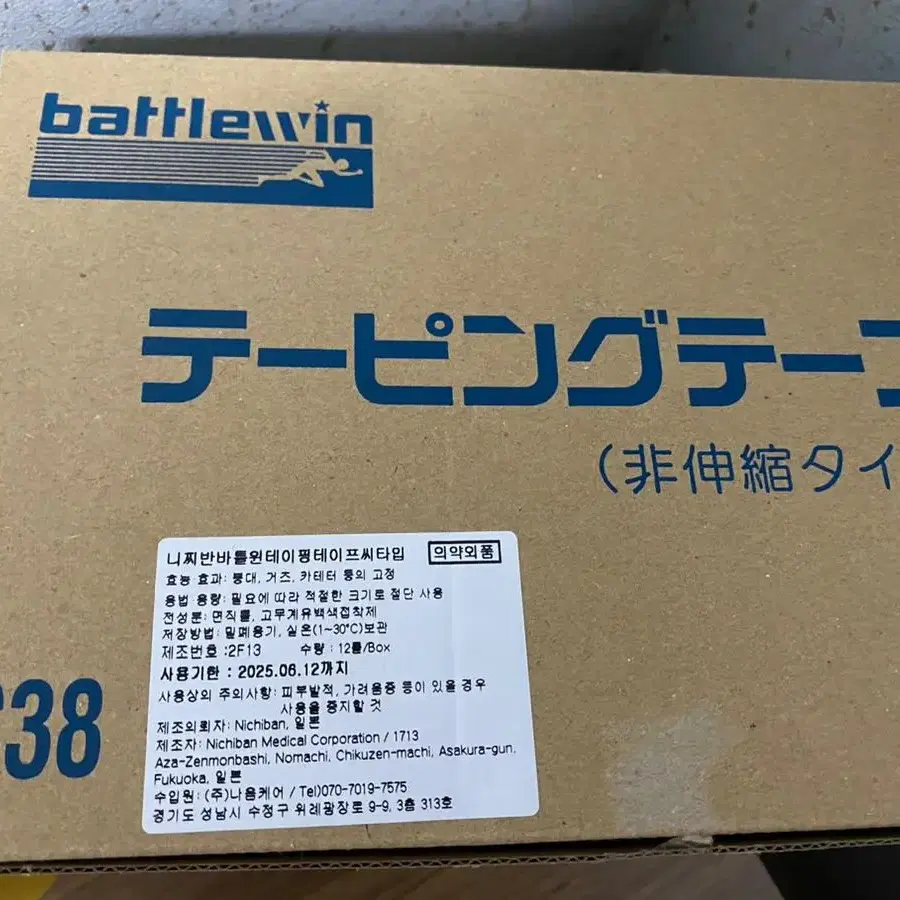 battlewin
テーピングテープ
(非伸縮タイ
C38
니찌반바틀윈테이핑테이프씨타입 의약외품
효능 효과: 붕대, 거즈, 카테터 등의 고정
용법 용량: 필요에 따라 적절한 크기로 절단 사용
전성분: 면직물, 고무계유백색접착제
저장방법: 밀폐용기, 실온(1~30℃)보관
제조번호 :2F13 수량 : 12롤/Box
사용기한 : 2025.06.12까지
사용상의 주의사항: 피부발적, 가려움증 등이 있을 경우
사용을 중지할 것
제조의뢰자: Nichiban, 일본
제조자: Nichiban Medical Corporation / 1713
Aza-Zenmonbashi, Nomachi, Chikuzen-machi, Asakura-gun,
Fukuoka, 일본
수입원: (주)나음케어 / Tel)070-7019-7575
경기도 성남시 수정구 위례광장로 9-9, 3층 313호